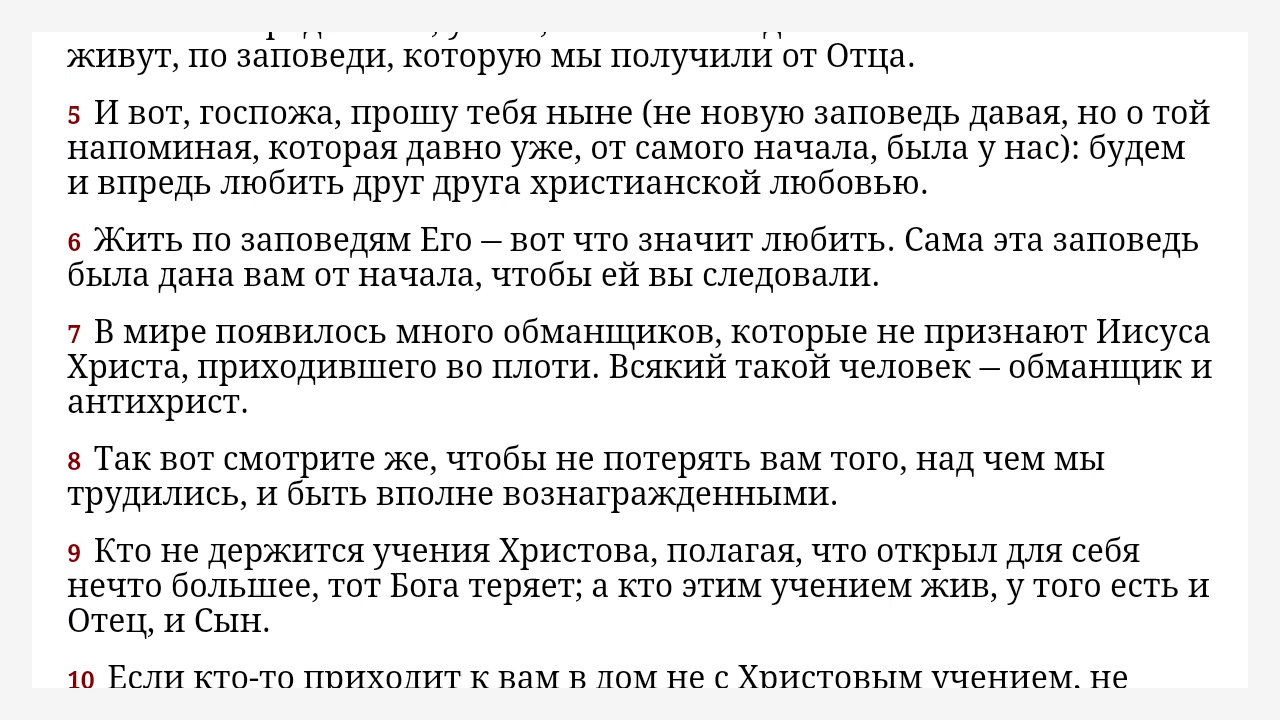 живут, по заповеди, которую мы получили от Отца.
5 И вот, госпожа, прошу тебя ныне (не новую заповедь давая, но о той
напоминая, которая давно уже, от самого начала, была у нас): будем
и впредь любить друг друга христианской любовью.
6 Жить по заповедям Его – вот что значит любить. Сама эта заповедь
была дана вам от начала, чтобы ей вы следовали.
7 В мире появилось много обманщиков, которые не признают Иисуса
Христа, приходившего во плоти. Всякий такой человек – обманщик и
антихрист.
8 Так вот смотрите же, чтобы не потерять вам того, над чем мы
трудились, и быть вполне вознагражденными.
9 Кто не держится учения Христова, полагая, что открыл для себя
нечто большее, тот Бога теряет; а кто этим учением жив, у того есть и
Отец, и Сын.
10 Если кто-то приходит к вам в дом не с Христовым учением, не